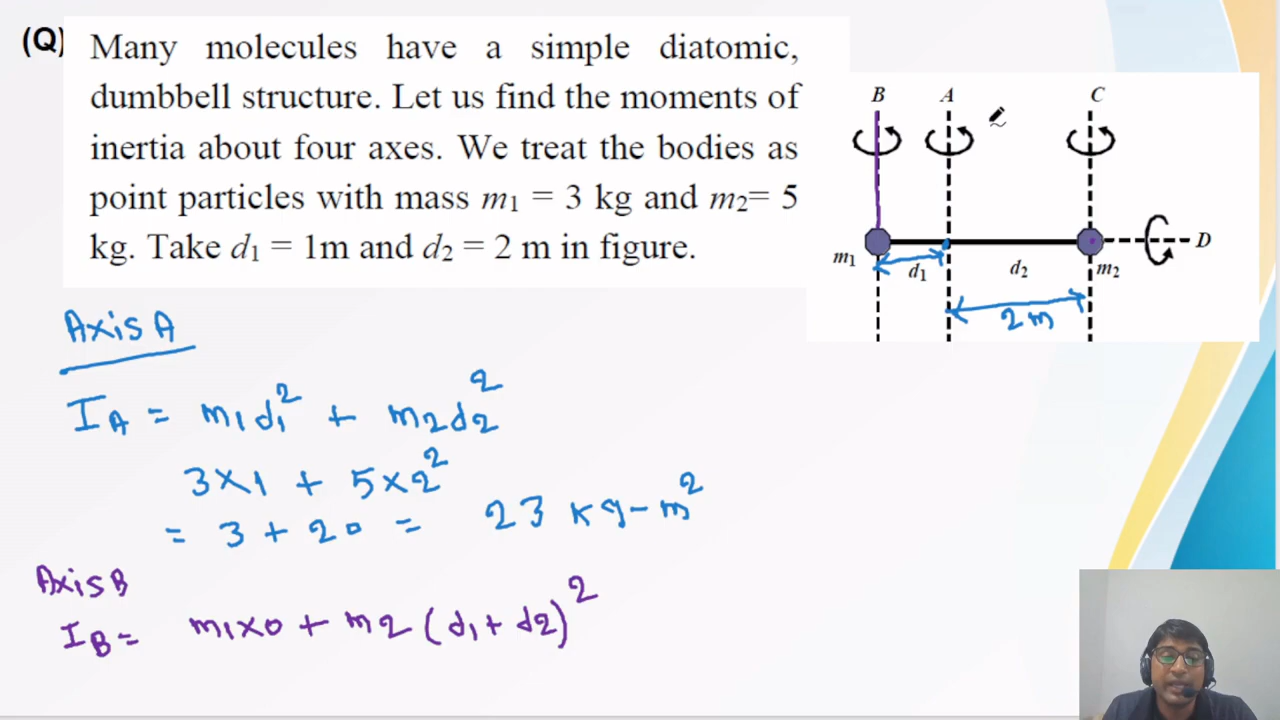 (Q) Many molecules have a simple diatomic,
dumbbell structure. Let us find the moments of
inertia about four axes. We treat the bodies as
point particles with mass m₁ = 3 kg and m₂= 5
kg. Take d₁ = 1m and d₂ = 2 m in figure.
B A C
D
m₁ d₁ d₂ m₂
2 m
Axis A
I_A = m₁d₁² + m₂d₂²
3×1 + 5×2²
= 3 + 20 = 23 kg-m²
Axis B
I_B = m₁×0 + m₂(d₁+d₂)²